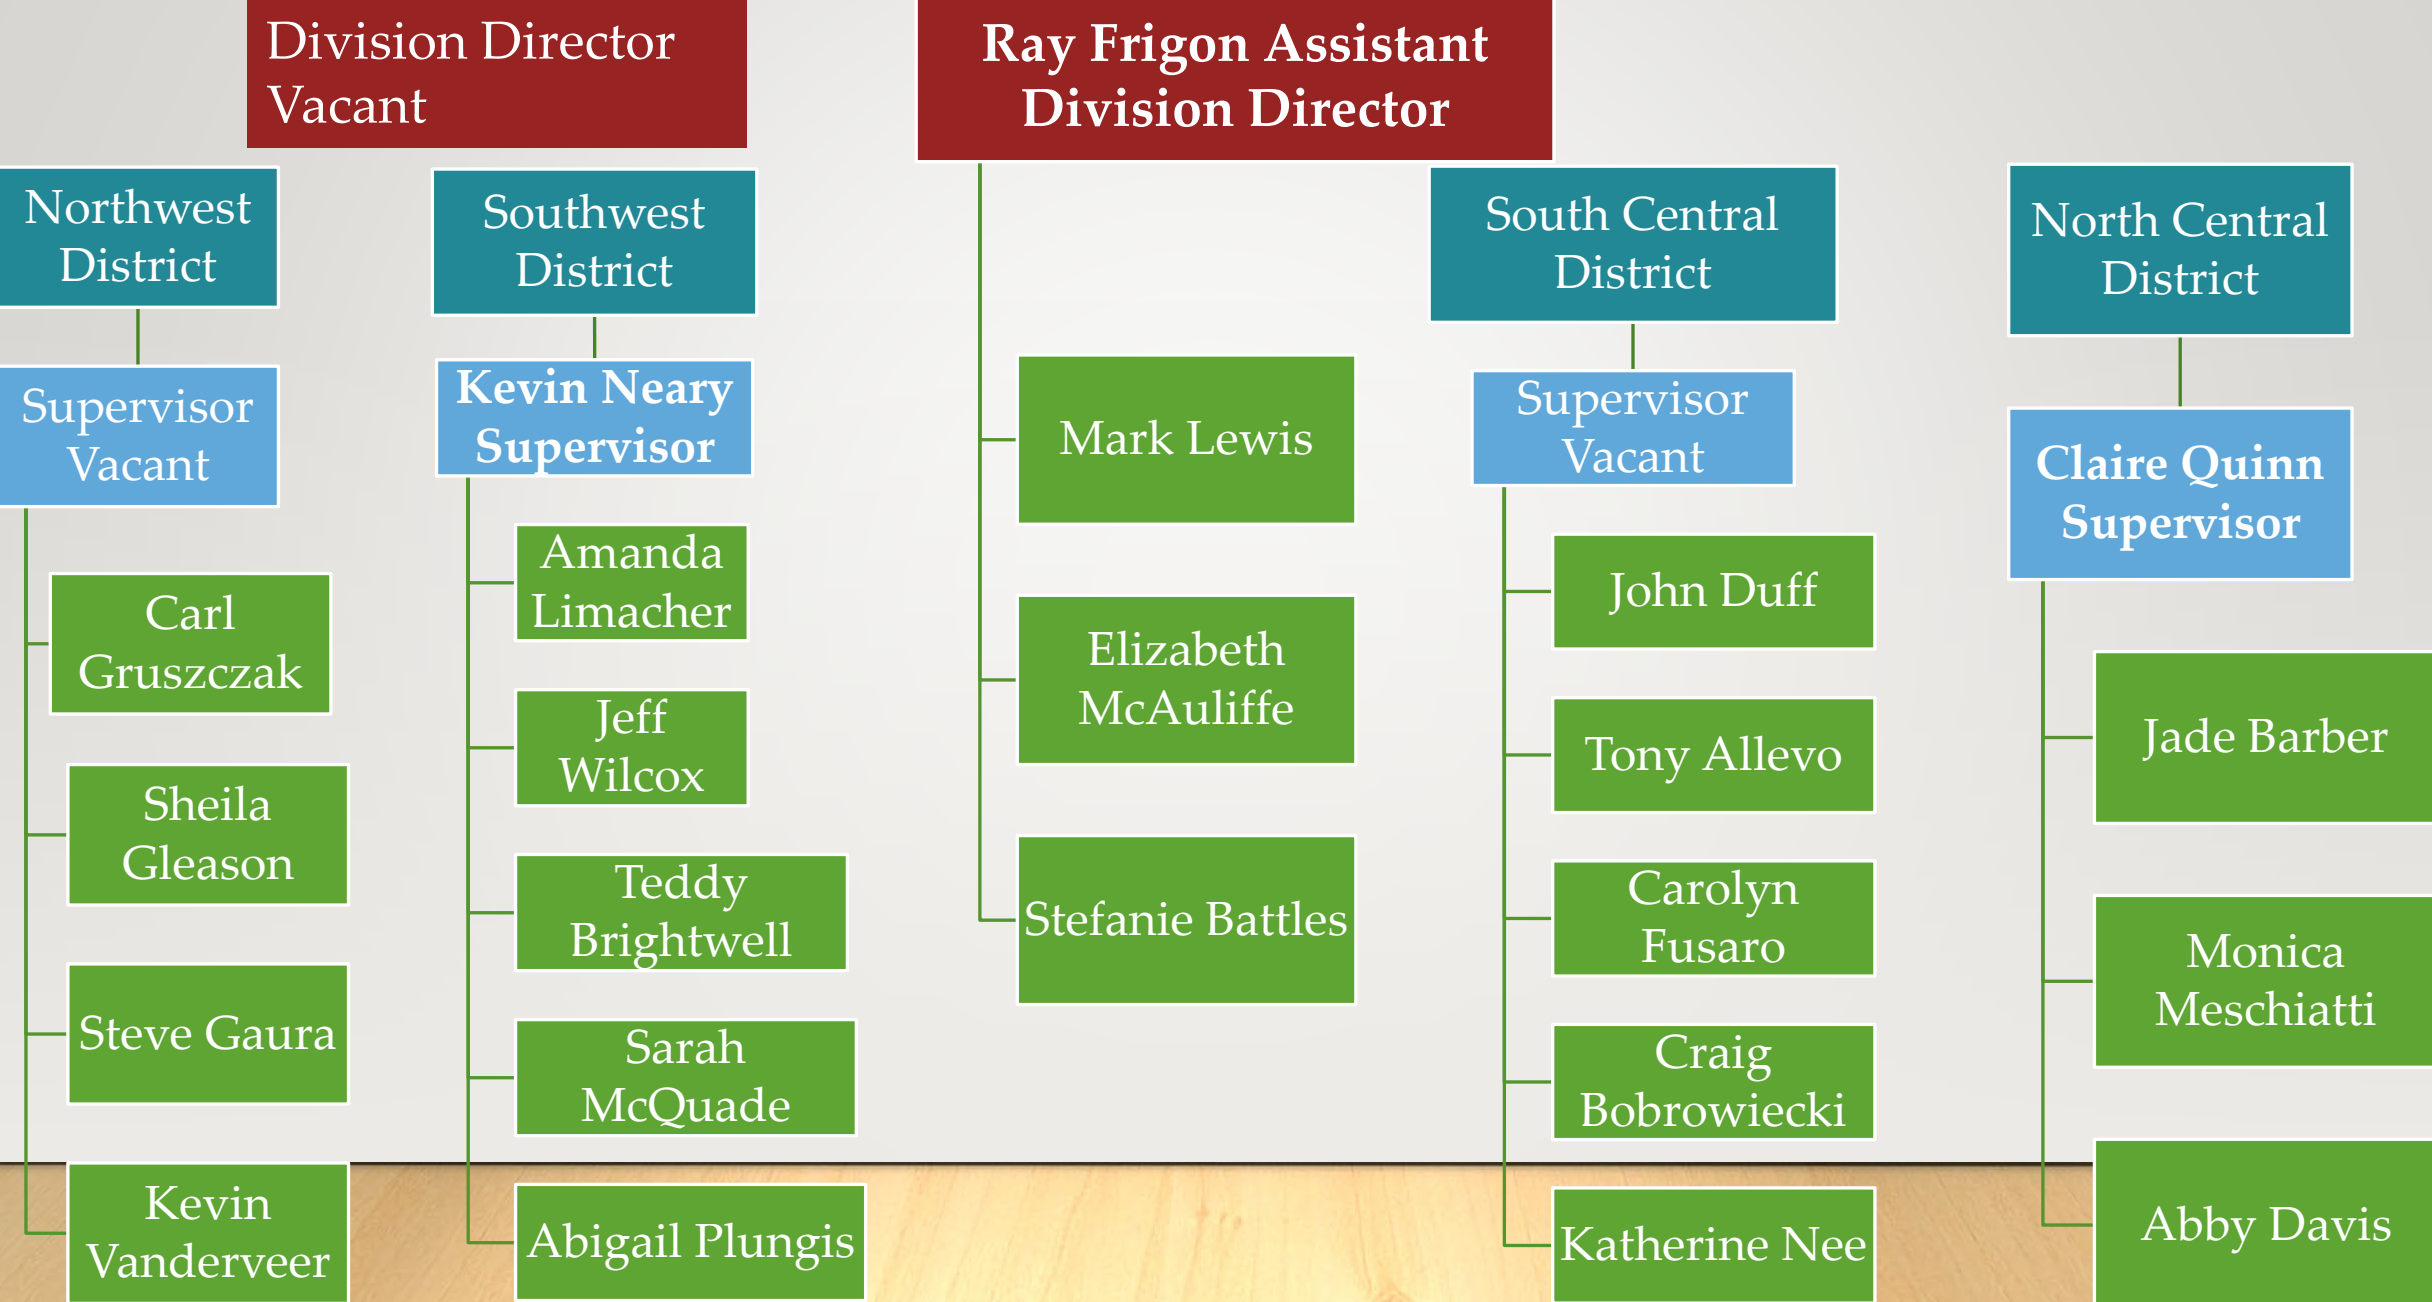 Division Director
Vacant
Ray Frigon Assistant
Division Director
Northwest
District
Supervisor
Vacant
Carl
Gruszczak
Sheila
Gleason
Steve Gaura
Kevin
Vanderveer
Southwest
District
Kevin Neary
Supervisor
Amanda
Limacher
Jeff
Wilcox
Teddy
Brightwell
Sarah
McQuade
Abigail Plungis
Mark Lewis
Elizabeth
McAuliffe
Stefanie Battles
South Central
District
Supervisor
Vacant
John Duff
Tony Allevo
Carolyn
Fusaro
Craig
Bobrowiecki
Katherine Nee
North Central
District
Claire Quinn
Supervisor
Jade Barber
Monica
Meschiatti
Abby Davis